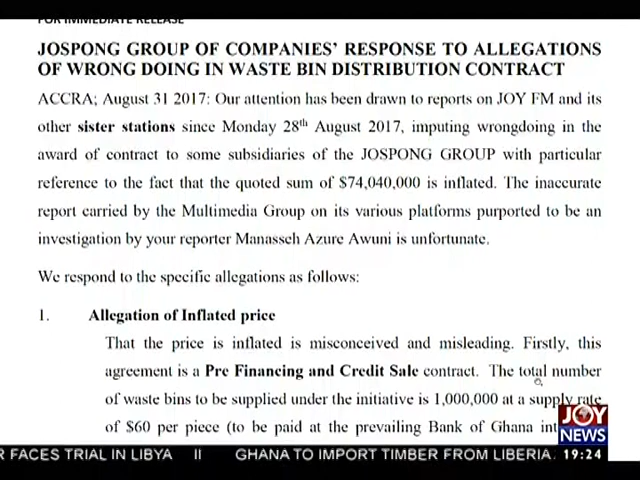 FOR IMMEDIATE RELEASE
JOSPONG GROUP OF COMPANIES' RESPONSE TO ALLEGATIONS
OF WRONG DOING IN WASTE BIN DISTRIBUTION CONTRACT
ACCRA; August 31 2017: Our attention has been drawn to reports on JOY FM and its
other sister stations since Monday 28th August 2017, imputing wrongdoing in the
award of contract to some subsidiaries of the JOSPONG GROUP with particular
reference to the fact that the quoted sum of $74,040,000 is inflated. The inaccurate
report carried by the Multimedia Group on its various platforms purported to be an
investigation by your reporter Manasseh Azure Awuni is unfortunate.
We respond to the specific allegations as follows:
1. Allegation of Inflated price
That the price is inflated is misconceived and misleading. Firstly, this
agreement is a Pre Financing and Credit Sale contract. The total number
of waste bins to be supplied under the initiative is 1,000,000 at a supply rate
of $60 per piece (to be paid at the prevailing Bank of Ghana
JOY
NEWS
R FACES TRIAL IN LIBYA II GHANA TO IMPORT TIMBER FROM LIBERIA
19:24